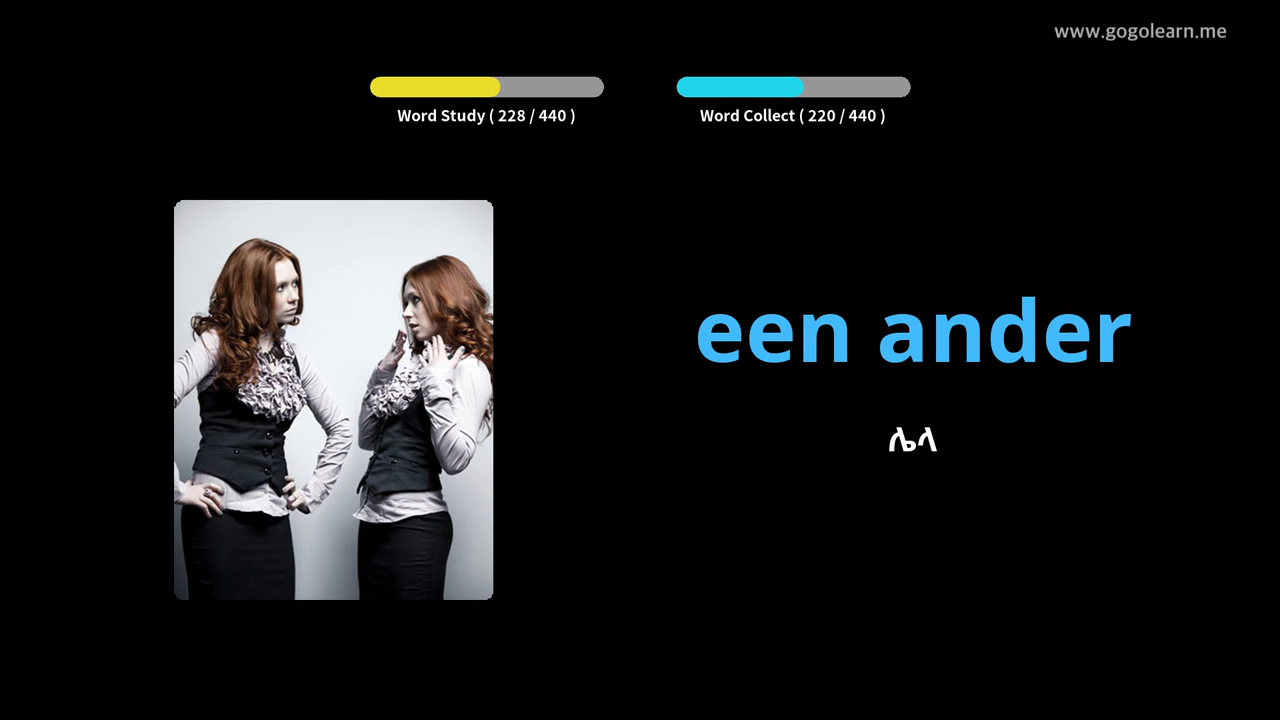 www.gogolearn.me
Word Study ( 228 / 440 )
Word Collect ( 220 / 440 )
een ander
ሌላ